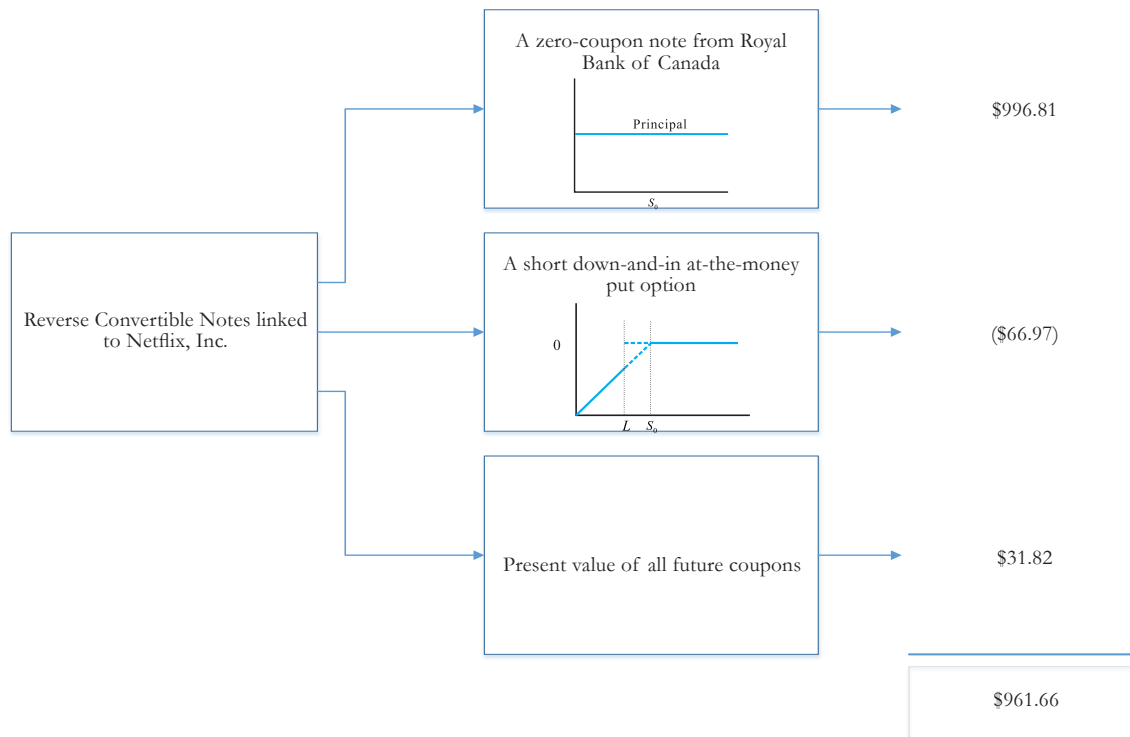 A zero-coupon note from Royal
Bank of Canada
Principal
S₀
$996.81
Reverse Convertible Notes linked
to Netflix, Inc.
A short down-and-in at-the-money
put option
0
L S₀
($66.97)
Present value of all future coupons
$31.82
$961.66